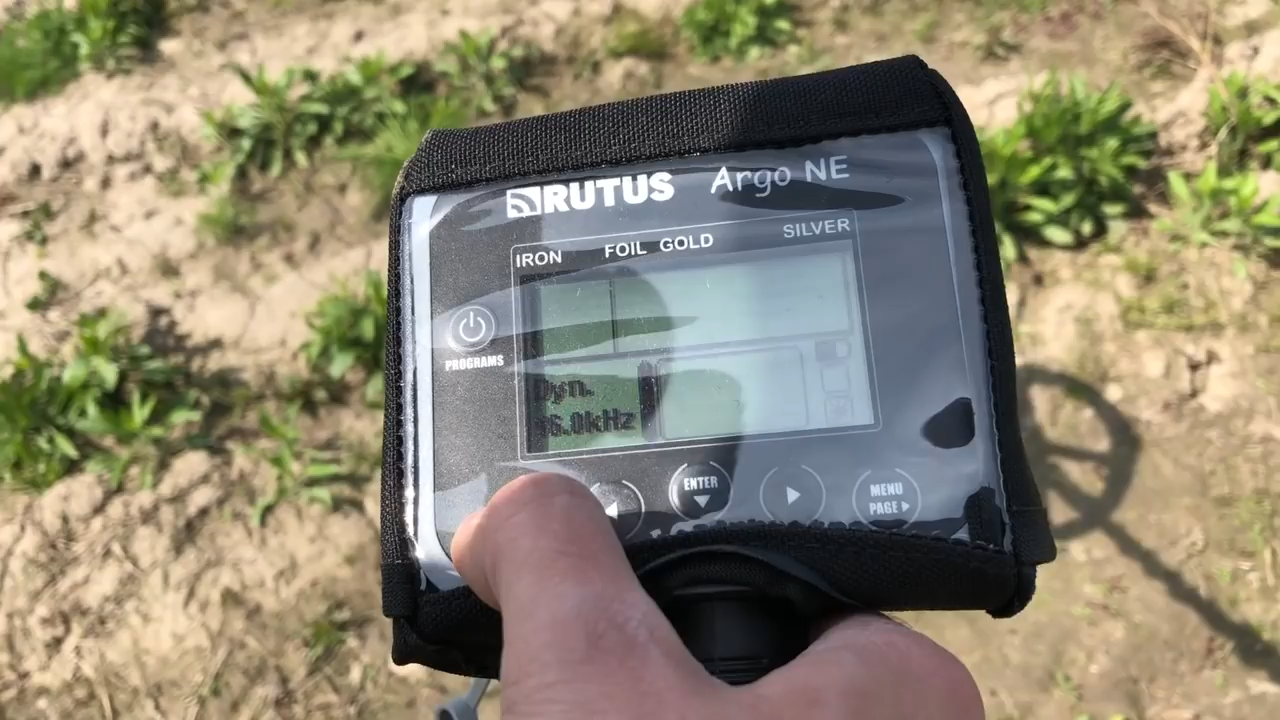 RUTUS Argo NE
IRON FOIL GOLD SILVER
PROGRAMS
Dyn.
16.0kHz
ENTER
MENU
PAGE